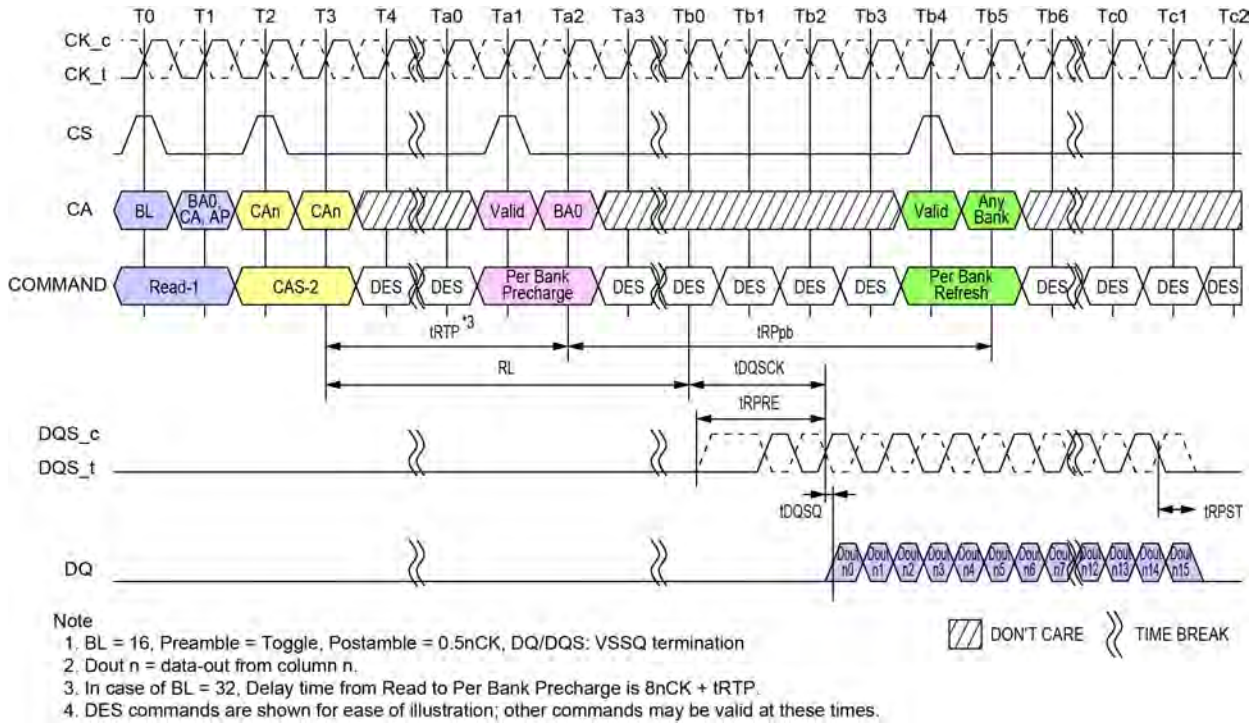 T0 T1 T2 T3 T4 Ta0 Ta1 Ta2 Ta3 Tb0 Tb1 Tb2 Tb3 Tb4 Tb5 Tb6 Tc0 Tc1 Tc2
CK_c
CK_t
CS
CA BL BA0, CA, AP CAn CAn Valid BA0 Valid Any Bank
COMMAND Read-1 CAS-2 DES DES Per Bank Precharge DES DES DES DES DES Per Bank Refresh DES DES DES DES
tRTP *3 tRPpb
RL tDQSCK
tRPRE
DQS_c
DQS_t
tDQSQ tRPST
DQ Dout n0 Dout n1 Dout n2 Dout n3 Dout n4 Dout n5 Dout n6 Dout n7 Dout n12 Dout n13 Dout n14 Dout n15
Note
1. BL = 16, Preamble = Toggle, Postamble = 0.5nCK, DQ/DQS: VSSQ termination
2. Dout n = data-out from column n.
3. In case of BL = 32, Delay time from Read to Per Bank Precharge is 8nCK + tRTP.
4. DES commands are shown for ease of illustration; other commands may be valid at these times.
DON'T CARE TIME BREAK